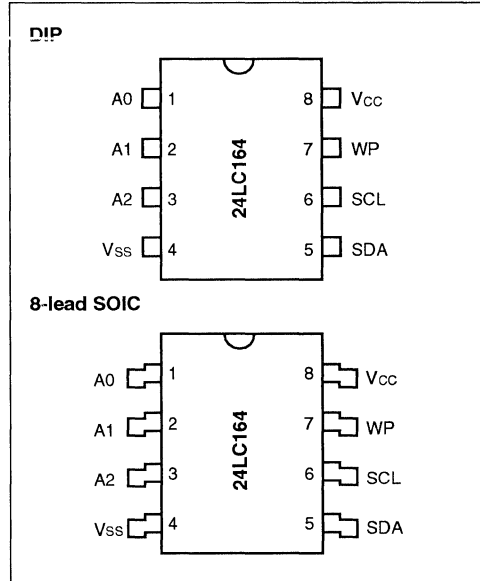 DIP
A0 1 8 VCC
A1 2 7 WP
A2 3 6 SCL
VSS 4 5 SDA
24LC164
8-lead SOIC
A0 1 8 VCC
A1 2 7 WP
A2 3 6 SCL
VSS 4 5 SDA
24LC164